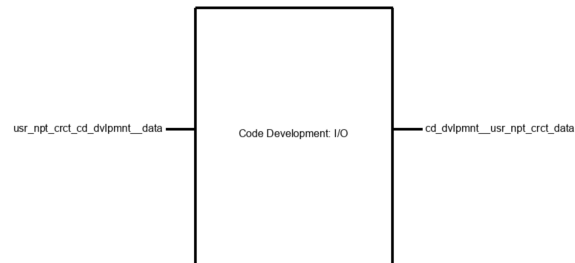 usr_npt_crct_cd_dvlpmnt__data
Code Development: I/O
cd_dvlpmnt__usr_npt_crct_data